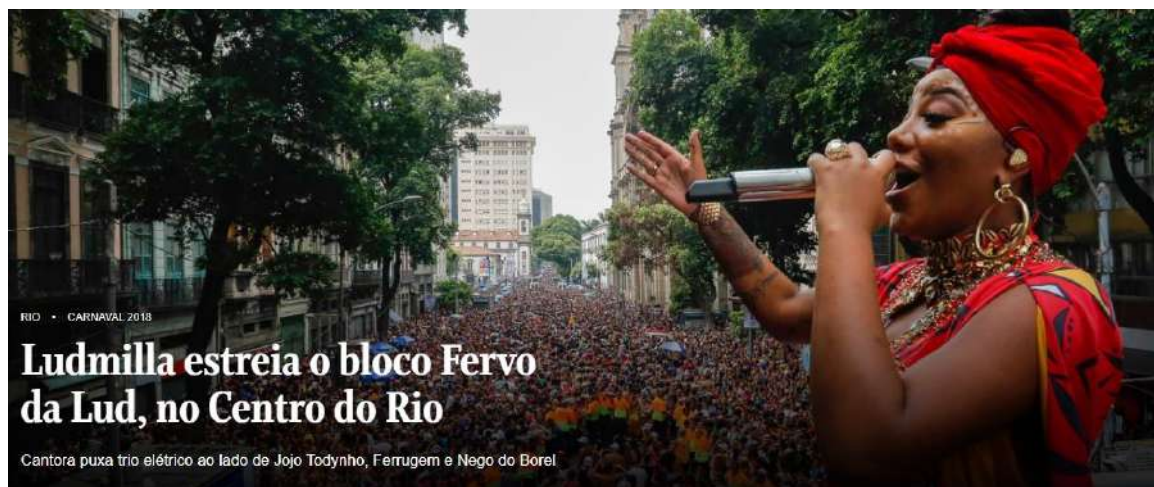 RIO • CARNAVAL 2018
Ludmilla estreia o bloco Fervo
da Lud, no Centro do Rio
Cantora puxa trio elétrico ao lado de Jojo Todynho, Ferrugem e Nego do Borel